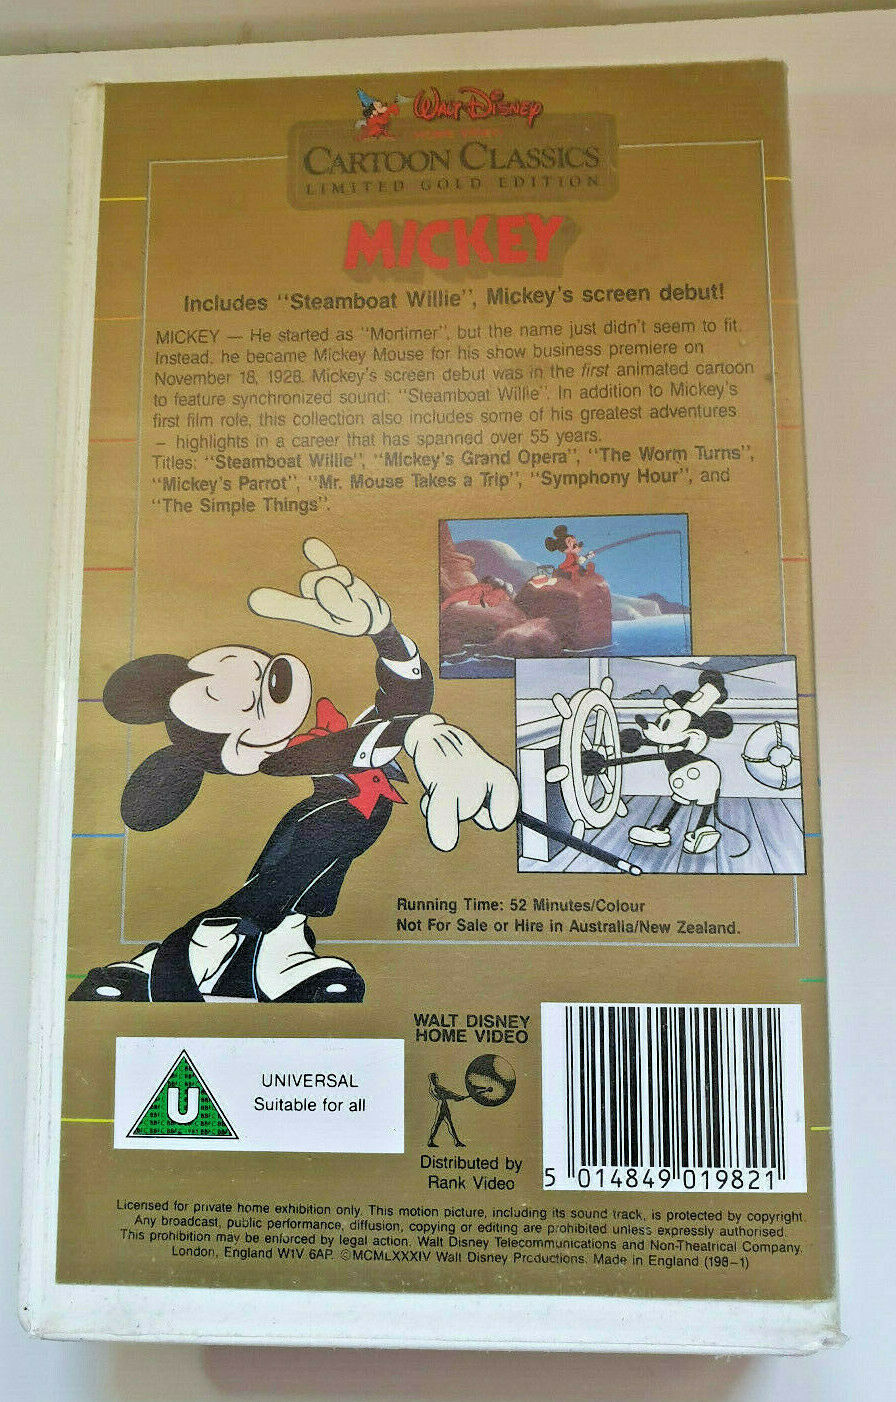 WALT DISNEY
CARTOON CLASSICS
LIMITED GOLD EDITION
MICKEY
Includes "Steamboat Willie", Mickey's screen debut!
MICKEY — He started as "Mortimer", but the name just didn't seem to fit.
Instead, he became Mickey Mouse for his show business premiere on
November 18, 1928. Mickey's screen debut was in the first animated cartoon
to feature synchronized sound: "Steamboat Willie". In addition to Mickey's
first film role, this collection also includes some of his greatest adventures
– highlights in a career that has spanned over 55 years.
Titles: "Steamboat Willie", "Mickey's Grand Opera", "The Worm Turns",
"Mickey's Parrot", "Mr. Mouse Takes a Trip", "Symphony Hour", and
"The Simple Things".
Running Time: 52 Minutes/Colour
Not For Sale or Hire in Australia/New Zealand.
U
UNIVERSAL
Suitable for all
WALT DISNEY
HOME VIDEO
Distributed by
Rank Video
5 014849 019821
Licensed for private home exhibition only. This motion picture, including its sound track, is protected by copyright.
Any broadcast, public performance, diffusion, copying or editing are prohibited unless expressly authorised.
This prohibition may be enforced by legal action. Walt Disney Telecommunications and Non-Theatrical Company.
London, England W1V 6AP. ©MCMLXXXIV Walt Disney Productions. Made in England (198–1)